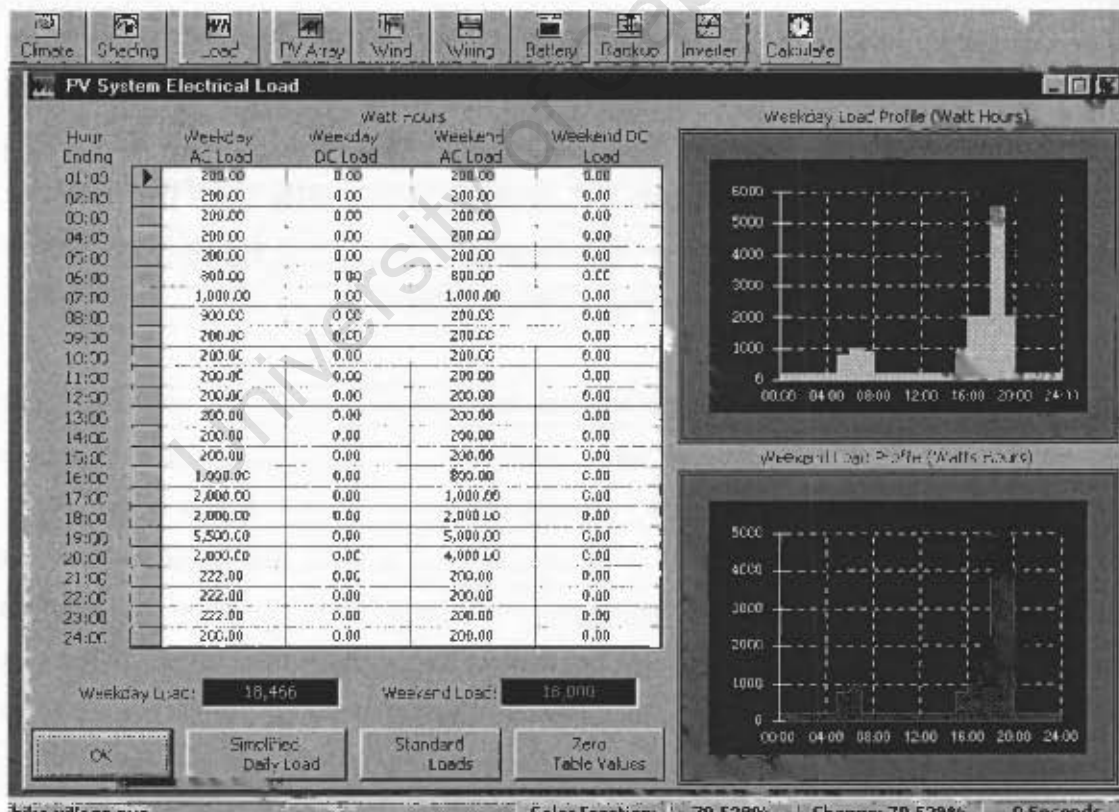 Climate Shading Load PV Array Wind Wiring Battery Backup Inverter Calculate
PV System Electrical Load
Watt Hours
Hour Ending Weekday AC Load Weekday DC Load Weekend AC Load Weekend DC Load
01:00 200.00 0.00 200.00 0.00
02:00 200.00 0.00 200.00 0.00
03:00 200.00 0.00 200.00 0.00
04:00 200.00 0.00 200.00 0.00
05:00 200.00 0.00 200.00 0.00
06:00 800.00 0.00 800.00 0.00
07:00 1,000.00 0.00 1,000.00 0.00
08:00 900.00 0.00 200.00 0.00
09:00 200.00 0.00 200.00 0.00
10:00 200.00 0.00 200.00 0.00
11:00 200.00 0.00 200.00 0.00
12:00 200.00 0.00 200.00 0.00
13:00 200.00 0.00 200.00 0.00
14:00 200.00 0.00 200.00 0.00
15:00 200.00 0.00 200.00 0.00
16:00 1,000.00 0.00 800.00 0.00
17:00 2,000.00 0.00 1,000.00 0.00
18:00 2,000.00 0.00 2,000.00 0.00
19:00 5,500.00 0.00 5,000.00 0.00
20:00 2,000.00 0.00 4,000.00 0.00
21:00 222.00 0.00 200.00 0.00
22:00 222.00 0.00 200.00 0.00
23:00 222.00 0.00 200.00 0.00
24:00 200.00 0.00 200.00 0.00
Weekday Load: 18,466 Weekend Load: 18,000
OK
Simplified Daily Load
Standard Loads
Zero Table Values
Weekday Load Profile (Watt Hours)
6000
5000
4000
3000
2000
1000
0
00:00 04:00 08:00 12:00 16:00 20:00 24:00
Weekend Load Profile (Watts Hours)
5000
4000
3000
2000
1000
0
00:00 04:00 08:00 12:00 16:00 20:00 24:00
University of
Solar Fraction: